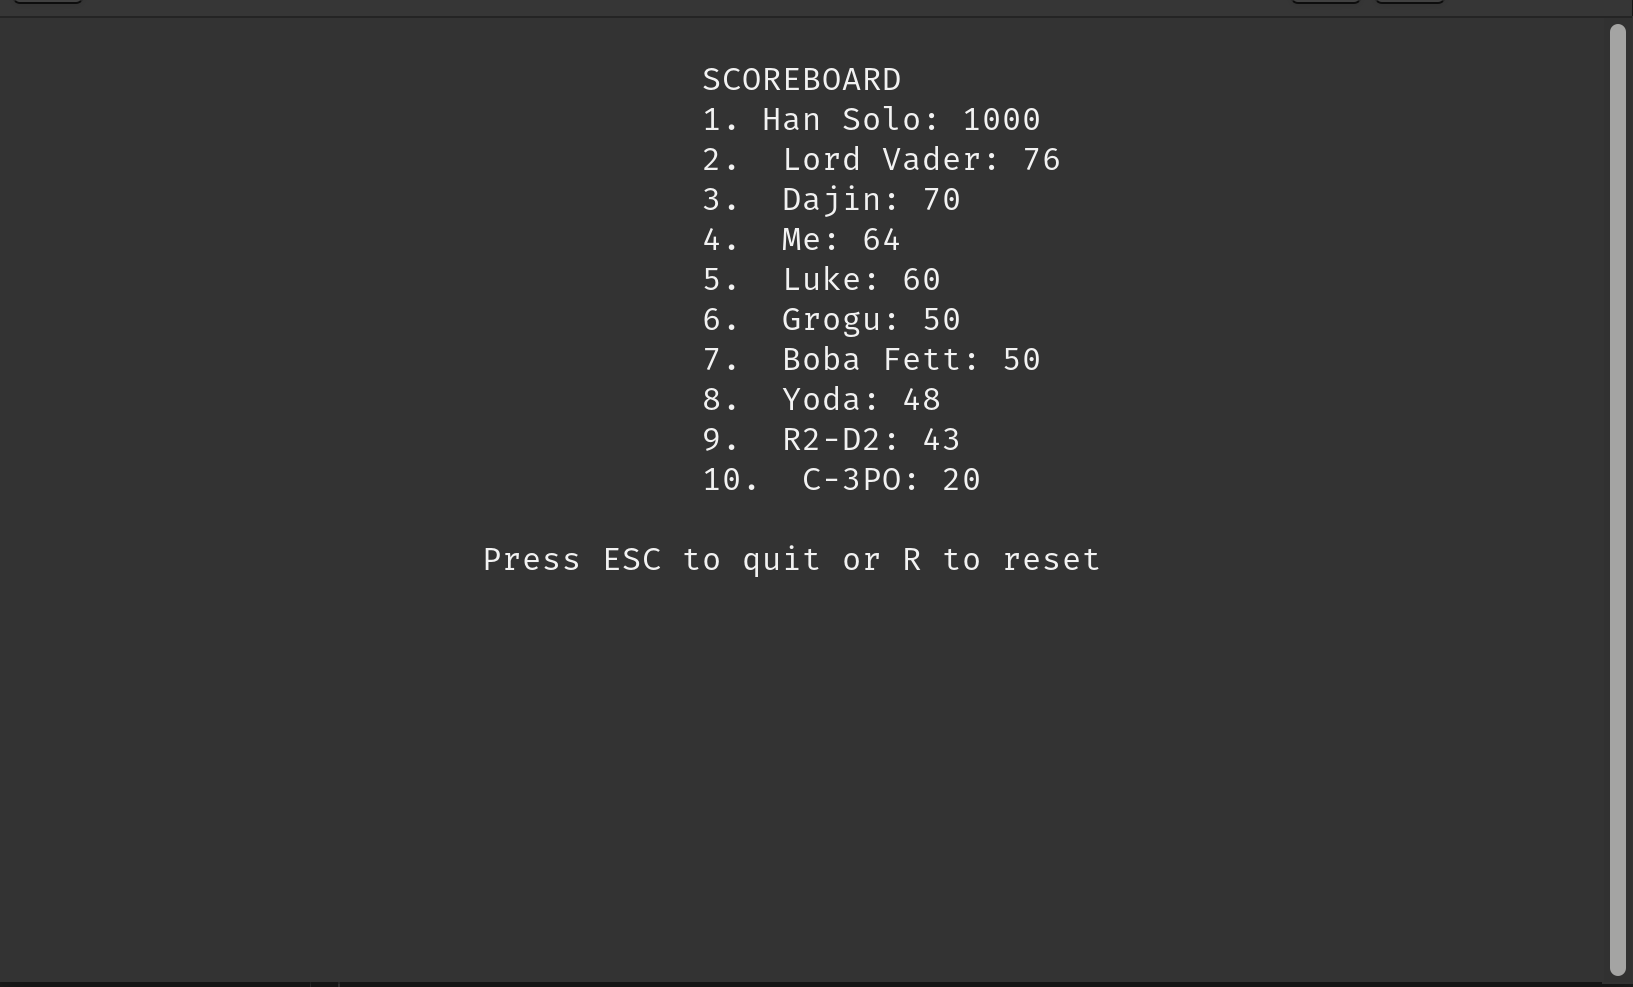 SCOREBOARD
1. Han Solo: 1000
2.  Lord Vader: 76
3.  Dajin: 70
4.  Me: 64
5.  Luke: 60
6.  Grogu: 50
7.  Boba Fett: 50
8.  Yoda: 48
9.  R2-D2: 43
10.  C-3PO: 20
Press ESC to quit or R to reset